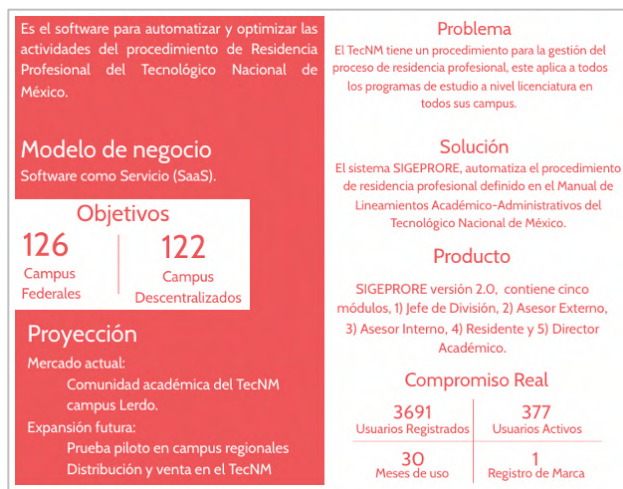 Es el software para automatizar y optimizar las
actividades del procedimiento de Residencia
Profesional del Tecnológico Nacional de
México.
Modelo de negocio
Software como Servicio (SaaS).
Objetivos
126
Campus
Federales
122
Campus
Descentralizados
Proyección
Mercado actual:
Comunidad académica del TecNM
campus Lerdo.
Expansión futura:
Prueba piloto en campus regionales
Distribución y venta en el TecNM
Problema
El TecNM tiene un procedimiento para la gestión del
proceso de residencia profesional, este aplica a todos
los programas de estudio a nivel licenciatura en
todos sus campus.
Solución
El sistema SIGEPRORE, automatiza el procedimiento
de residencia profesional definido en el Manual de
Lineamientos Académico-Administrativos del
Tecnológico Nacional de México.
Producto
SIGEPRORE versión 2.0, contiene cinco
módulos, 1) Jefe de División, 2) Asesor Externo,
3) Asesor Interno, 4) Residente y 5) Director
Académico.
Compromiso Real
3691
Usuarios Registrados
377
Usuarios Activos
30
Meses de uso
1
Registro de Marca